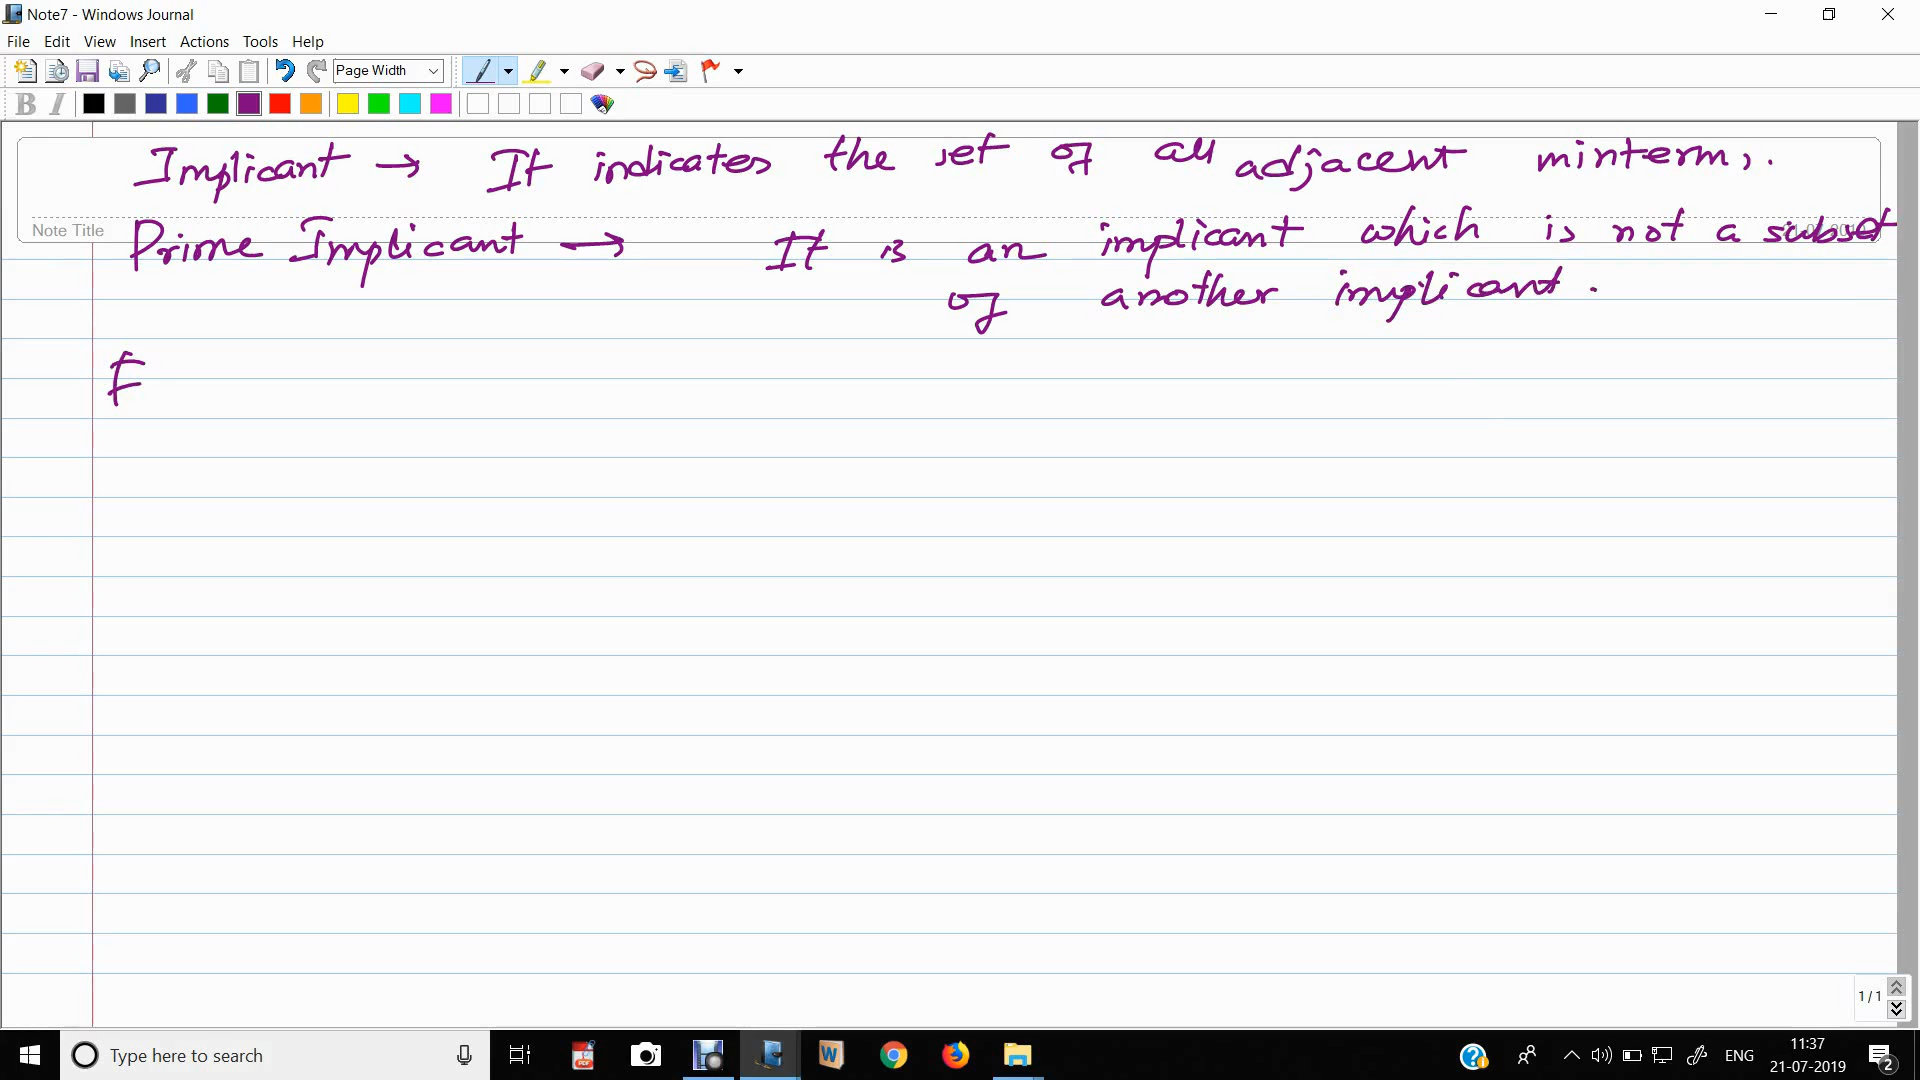 Note7 - Windows Journal
File Edit View Insert Actions Tools Help
Page Width
B I
Implicant → It indicates the set of all adjacent minterms.
Note Title
Prime Implicant → It is an implicant which is not a subset
of another implicant.
E
1 / 1
Type here to search
ENG
11:37
21-07-2019
2